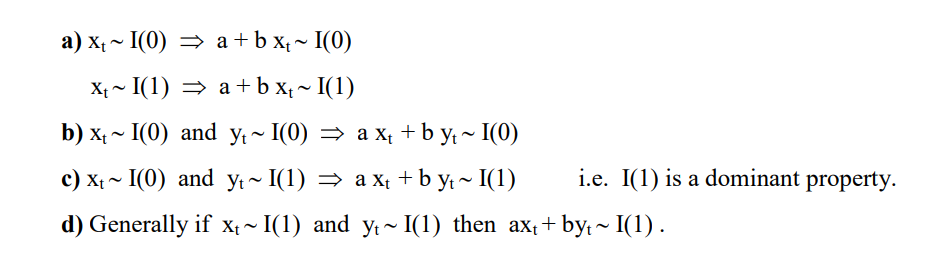 a) xₜ ~ I(0) ⇒ a + b xₜ ~ I(0)
xₜ ~ I(1) ⇒ a + b xₜ ~ I(1)
b) xₜ ~ I(0) and yₜ ~ I(0) ⇒ a xₜ + b yₜ ~ I(0)
c) xₜ ~ I(0) and yₜ ~ I(1) ⇒ a xₜ + b yₜ ~ I(1) i.e. I(1) is a dominant property.
d) Generally if xₜ ~ I(1) and yₜ ~ I(1) then axₜ + byₜ ~ I(1) .